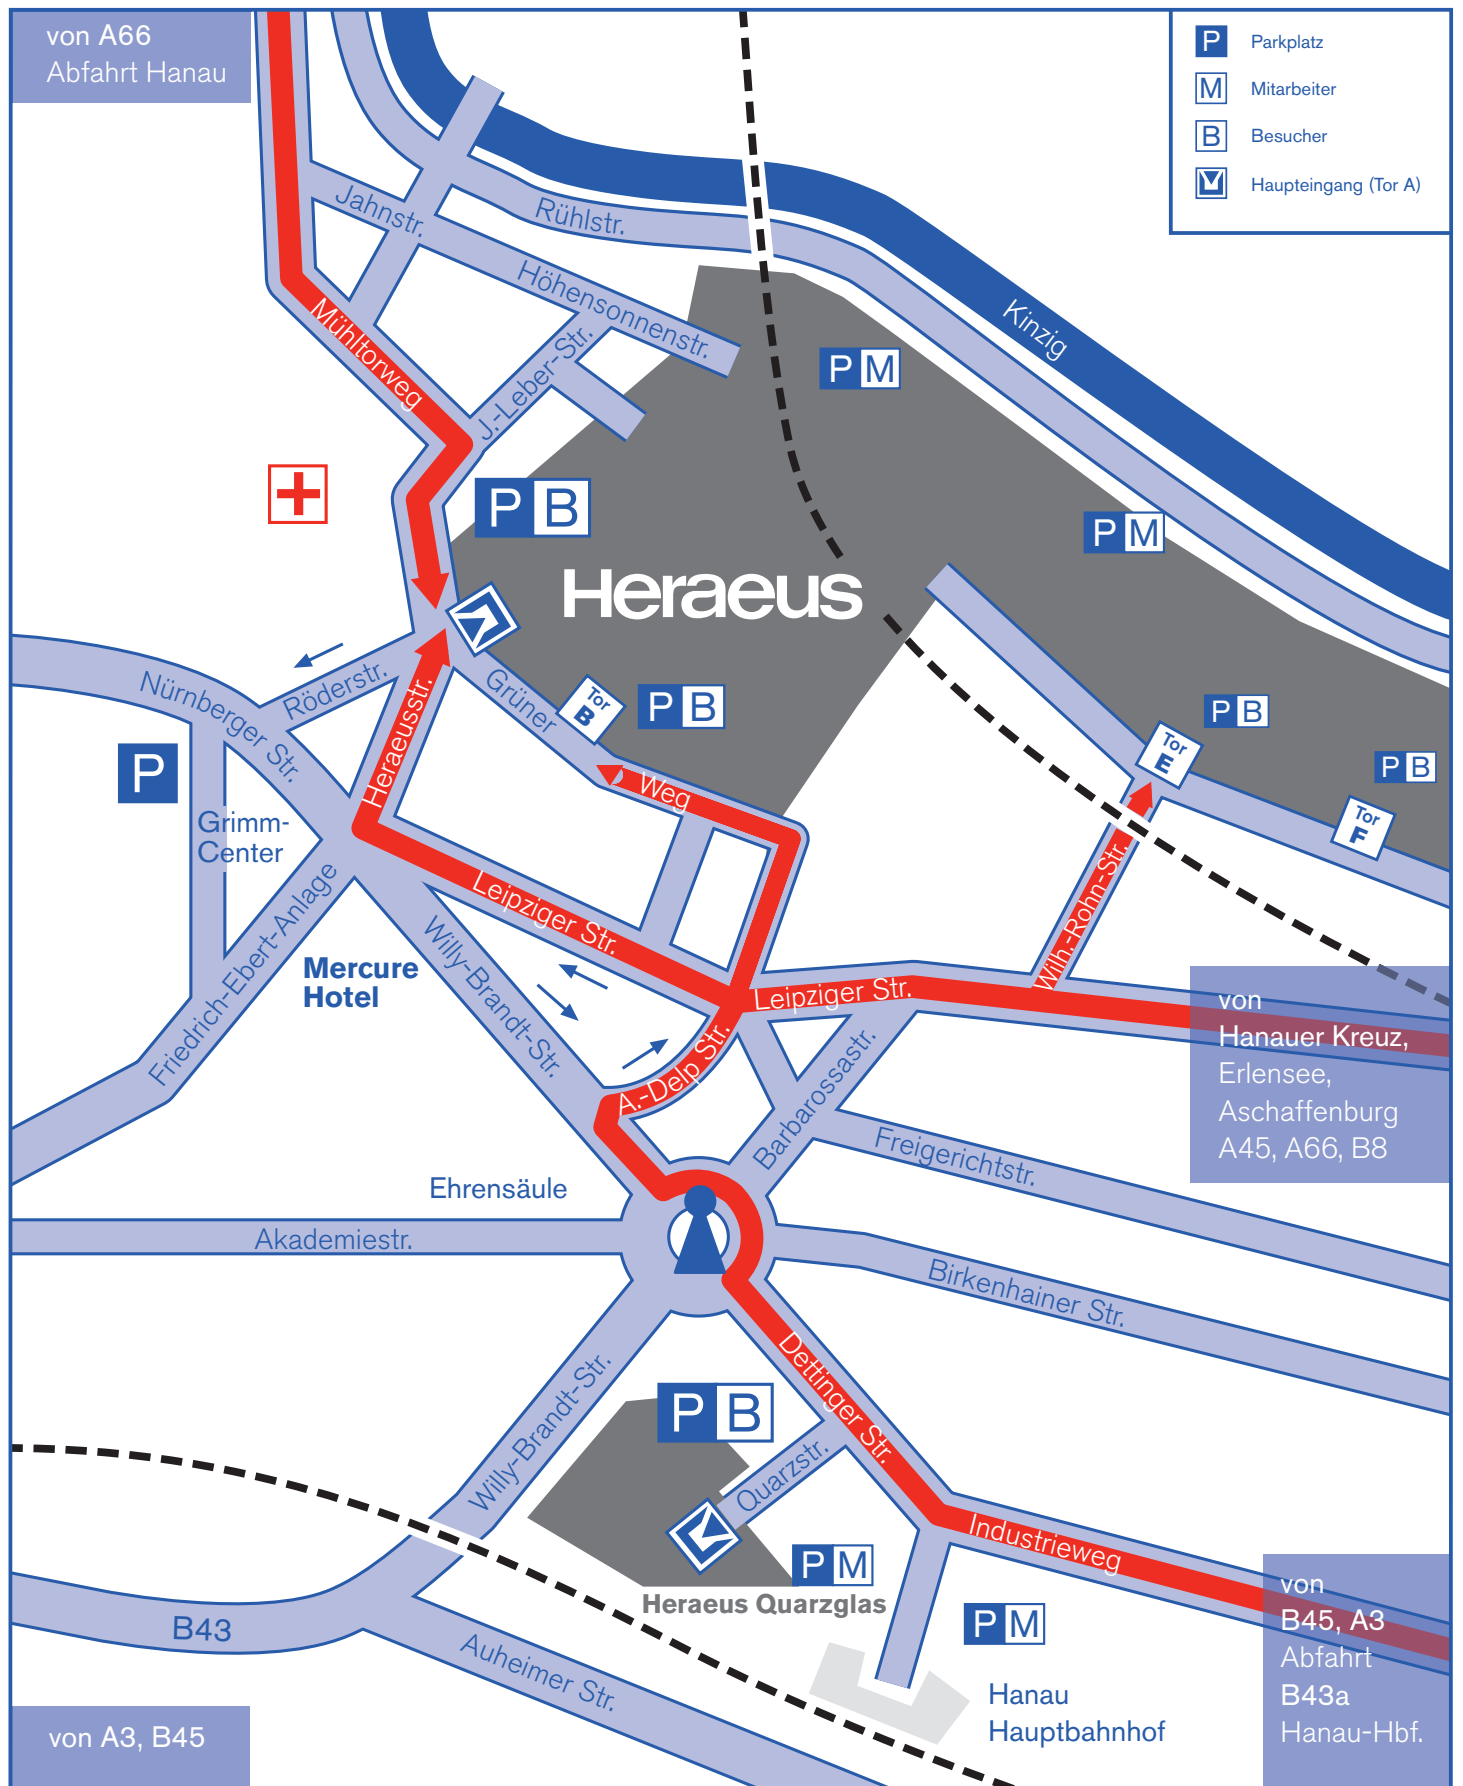 von A66
Abfahrt Hanau
P Parkplatz
M Mitarbeiter
B Besucher
Haupteingang (Tor A)
Jahnstr.
Rühlstr.
Höhensonnenstr.
Kinzig
Mühltorweg
J.-Leber-Str.
P M
P B
P M
Heraeus
Nürnberger Str.
Röderstr.
Grüner
Weg
Tor
B
P B
P B
Tor
E
P B
Tor
F
P
Heraeusstr.
Grimm-
Center
Leipziger Str.
Wilh.-Rohn-Str.
Friedrich-Ebert-Anlage
Mercure
Hotel
Willy-Brandt-Str.
Leipziger Str.
A.-Delp Str.
Barbarossastr.
von
Hanauer Kreuz,
Erlensee,
Aschaffenburg
A45, A66, B8
Freigerichtstr.
Ehrensäule
Akademiestr.
Birkenhainer Str.
Dettinger Str.
Willy-Brandt-Str.
P B
Quarzstr.
Industrieweg
P M
Heraeus Quarzglas
P M
B43
Auheimer Str.
Hanau
Hauptbahnhof
von
B45, A3
Abfahrt
B43a
Hanau-Hbf.
von A3, B45